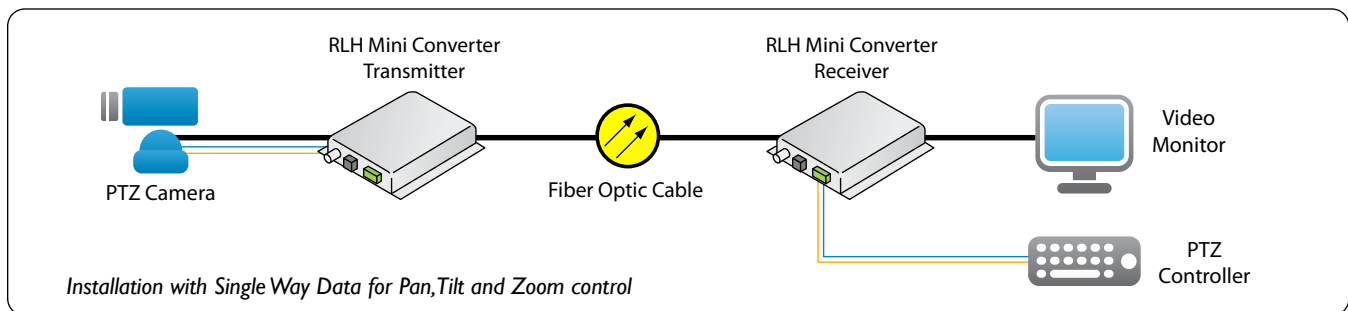 RLH Mini Converter
Transmitter
RLH Mini Converter
Receiver
PTZ Camera
Fiber Optic Cable
Video
Monitor
PTZ
Controller
Installation with Single Way Data for Pan, Tilt and Zoom control